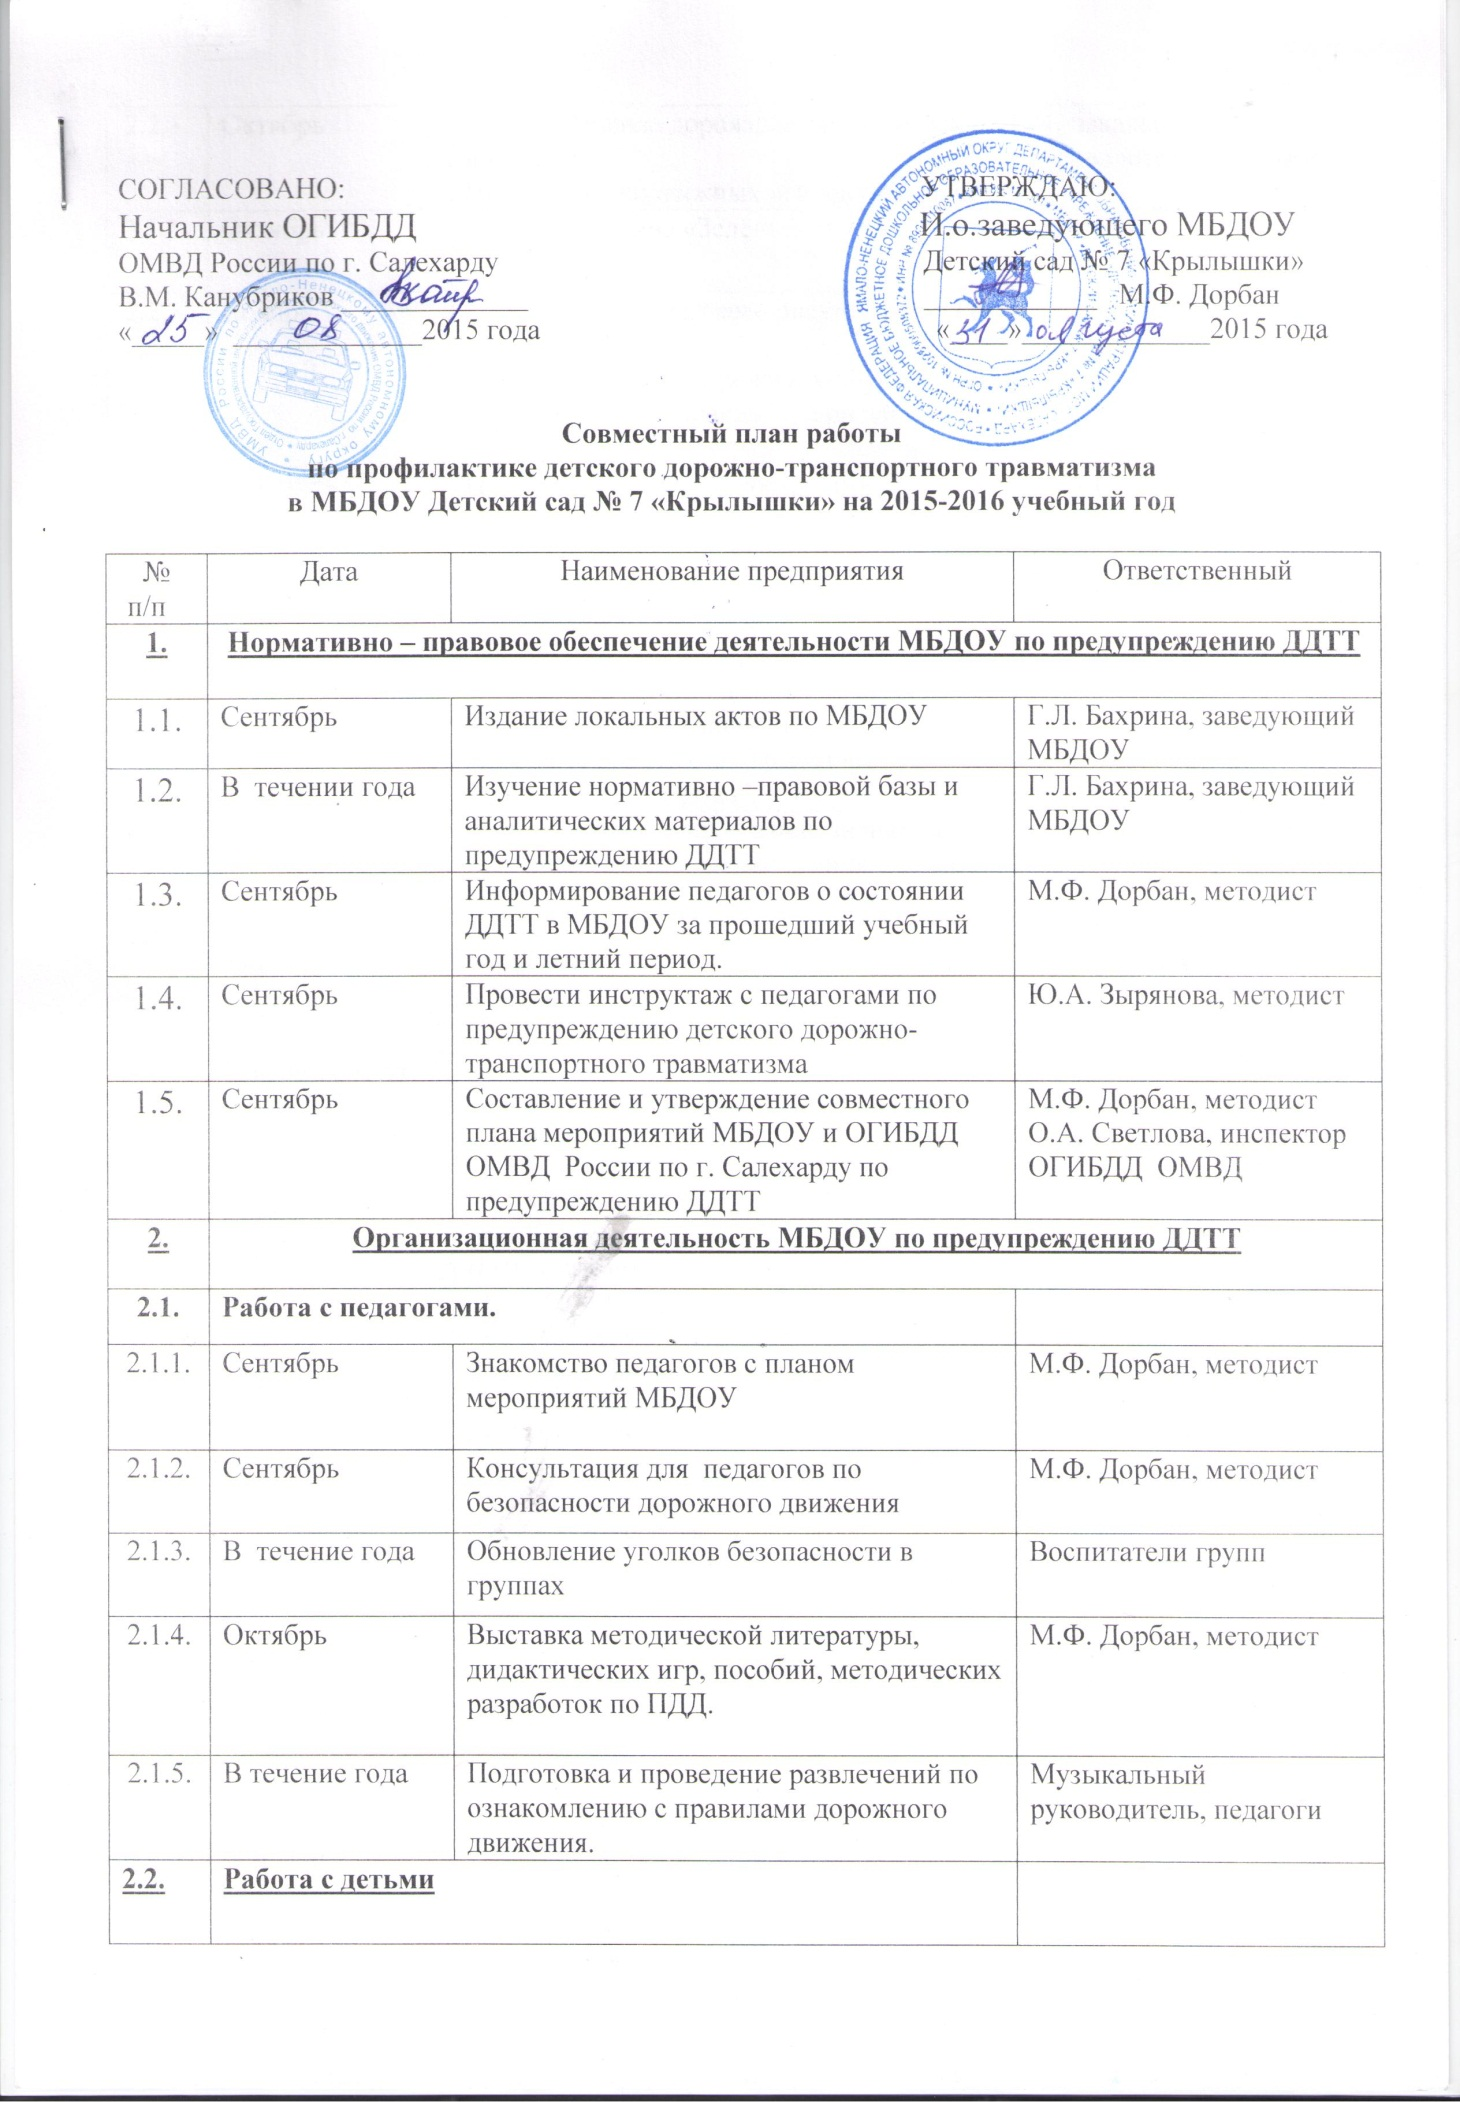 СОГЛАСОВАНО:
Начальник ОГИБДД
ОМВД России по г. Салехарду
В.М. Канубриков
«25» 08 2015 года
УТВЕРЖДАЮ:
И.о.заведующего МБДОУ
Детский сад № 7 «Крылышки»
М.Ф. Дорбан
«31» августа 2015 года
Совместный план работы
по профилактике детского дорожно-транспортного травматизма
в МБДОУ Детский сад № 7 «Крылышки» на 2015-2016 учебный год
№ Дата Наименование предприятия Ответственный
п/п
1. Нормативно – правовое обеспечение деятельности МБДОУ по предупреждению ДДТТ
1.1. Сентябрь Издание локальных актов по МБДОУ Г.Л. Бахрина, заведующий
МБДОУ
1.2. В течении года Изучение нормативно –правовой базы и Г.Л. Бахрина, заведующий
аналитических материалов по МБДОУ
предупреждению ДДТТ
1.3. Сентябрь Информирование педагогов о состоянии М.Ф. Дорбан, методист
ДДТТ в МБДОУ за прошедший учебный
год и летний период.
1.4. Сентябрь Провести инструктаж с педагогами по Ю.А. Зырянова, методист
предупреждению детского дорожно-
транспортного травматизма
1.5. Сентябрь Составление и утверждение совместного М.Ф. Дорбан, методист
плана мероприятий МБДОУ и ОГИБДД О.А. Светлова, инспектор
ОМВД России по г. Салехарду по ОГИБДД ОМВД
предупреждению ДДТТ
2. Организационная деятельность МБДОУ по предупреждению ДДТТ
2.1. Работа с педагогами.
2.1.1. Сентябрь Знакомство педагогов с планом М.Ф. Дорбан, методист
мероприятий МБДОУ
2.1.2. Сентябрь Консультация для педагогов по М.Ф. Дорбан, методист
безопасности дорожного движения
2.1.3. В течение года Обновление уголков безопасности в Воспитатели групп
группах
2.1.4. Октябрь Выставка методической литературы, М.Ф. Дорбан, методист
дидактических игр, пособий, методических
разработок по ПДД.
2.1.5. В течение года Подготовка и проведение развлечений по Музыкальный
ознакомлению с правилами дорожного руководитель, педагоги
движения.
2.2. Работа с детьми